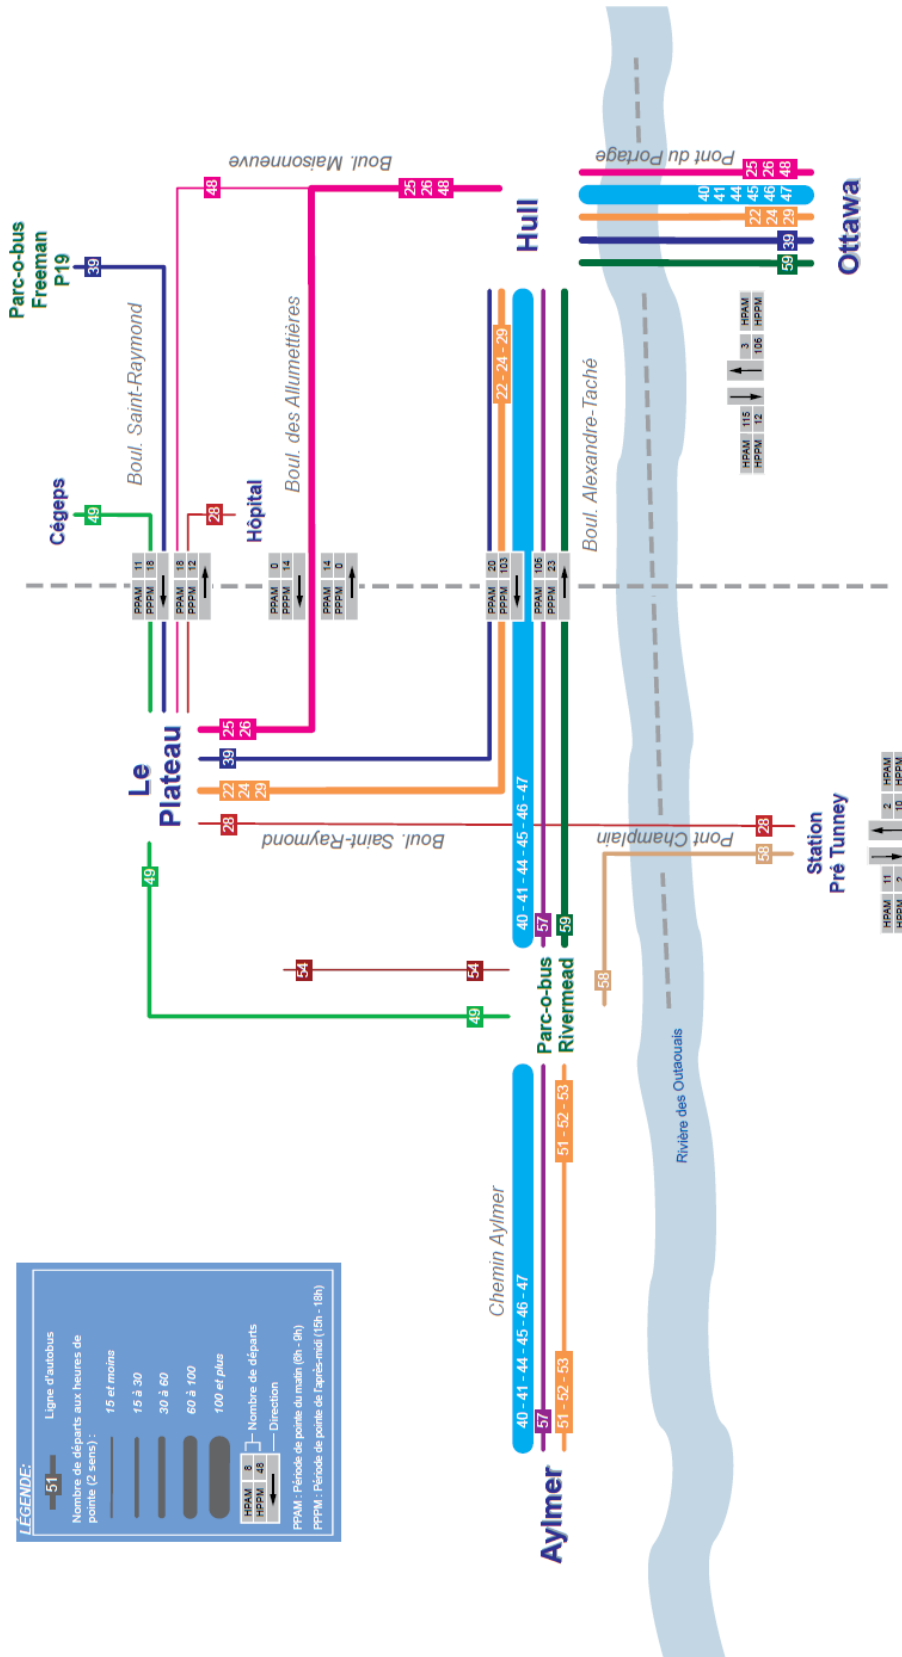 LÉGENDE:
51
Ligne d'autobus
Nombre de départs aux heures de
pointe (2 sens) :
15 et moins
15 à 30
30 à 60
60 à 100
100 et plus
HPAM 8
HPPM 48
Nombre de départs
Direction
PPAM : Période de pointe du matin (6h - 9h)
PPPM : Période de pointe de l'après-midi (15h - 18h)
Parc-o-bus
Freeman
P19
39
Cégeps
49
Boul. Saint-Raymond
48
Boul. Maisonneuve
PPAM 11
PPPM 18
PPAM 18
PPPM 12
28
Hôpital
Le
Plateau
49
25
26
39
22
24
29
28
Boul. des Allumettières
PPAM 0
PPPM 14
PPAM 14
PPPM 0
25
26
48
Boul. Saint-Raymond
54
54
49
Chemin Aylmer
Aylmer
40 - 41 - 44 - 45 - 46 - 47
57
51 - 52 - 53
51 - 52 - 53
Parc-o-bus
Rivermead
40 - 41 - 44 - 45 - 46 - 47
57
59
22 - 24 - 29
PPAM 20
PPPM 103
PPAM 106
PPPM 23
Hull
Boul. Alexandre-Taché
Pont Champlain
58
58
28
Station
Pré Tunney
HPAM 11
HPPM 2
2 HPAM
10 HPPM
Rivière des Outaouais
Pont du Portage
59
39
22
24
29
40
41
44
45
46
47
25
26
48
Ottawa
HPAM 115
HPPM 12
3 HPAM
106 HPPM